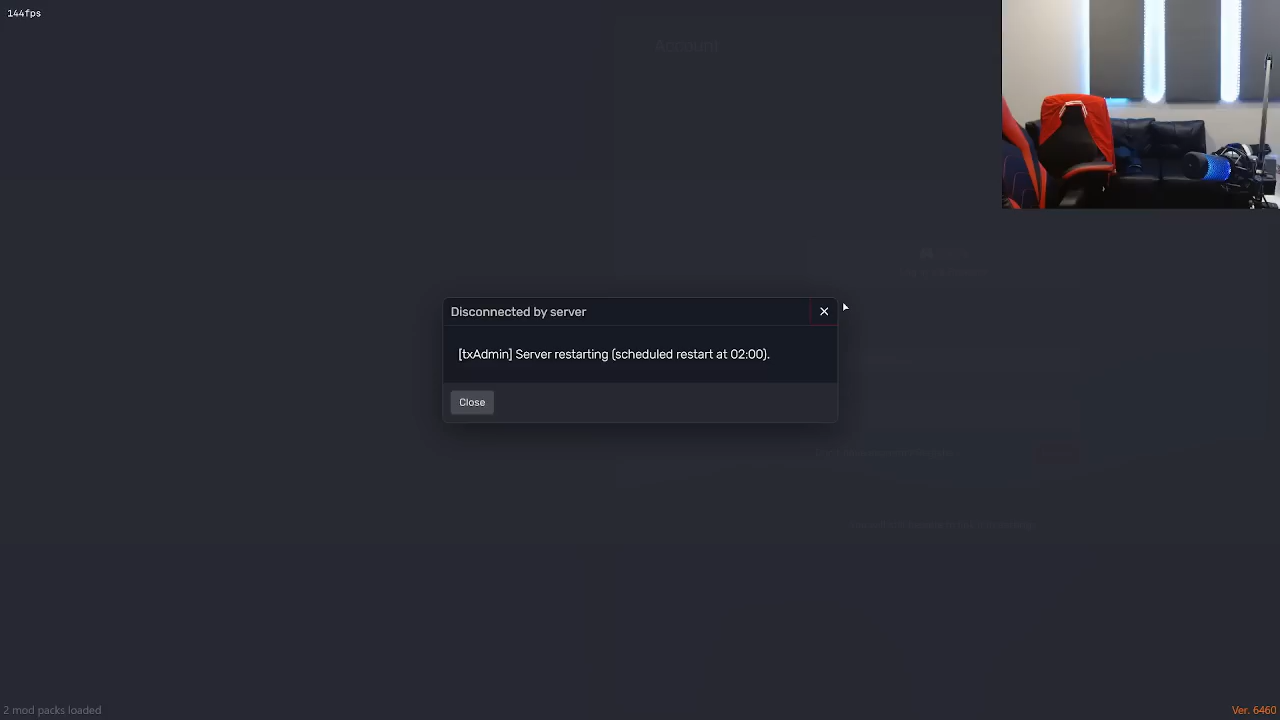 144fps
Account
Disconnected by server
[txAdmin] Server restarting (scheduled restart at 02:00).
Close
2 mod packs loaded
Ver. 6460